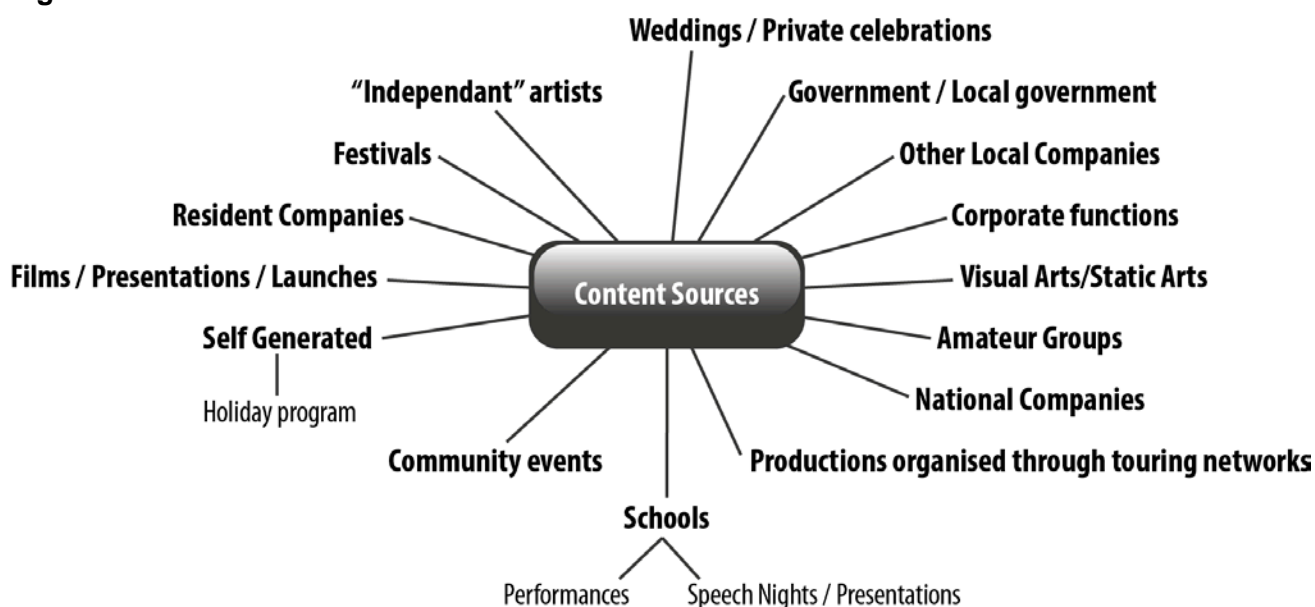 Weddings / Private celebrations
“Independant” artists
Government / Local government
Festivals
Other Local Companies
Resident Companies
Corporate functions
Films / Presentations / Launches
Content Sources
Visual Arts/Static Arts
Self Generated
Amateur Groups
Holiday program
National Companies
Community events
Productions organised through touring networks
Schools
Performances
Speech Nights / Presentations